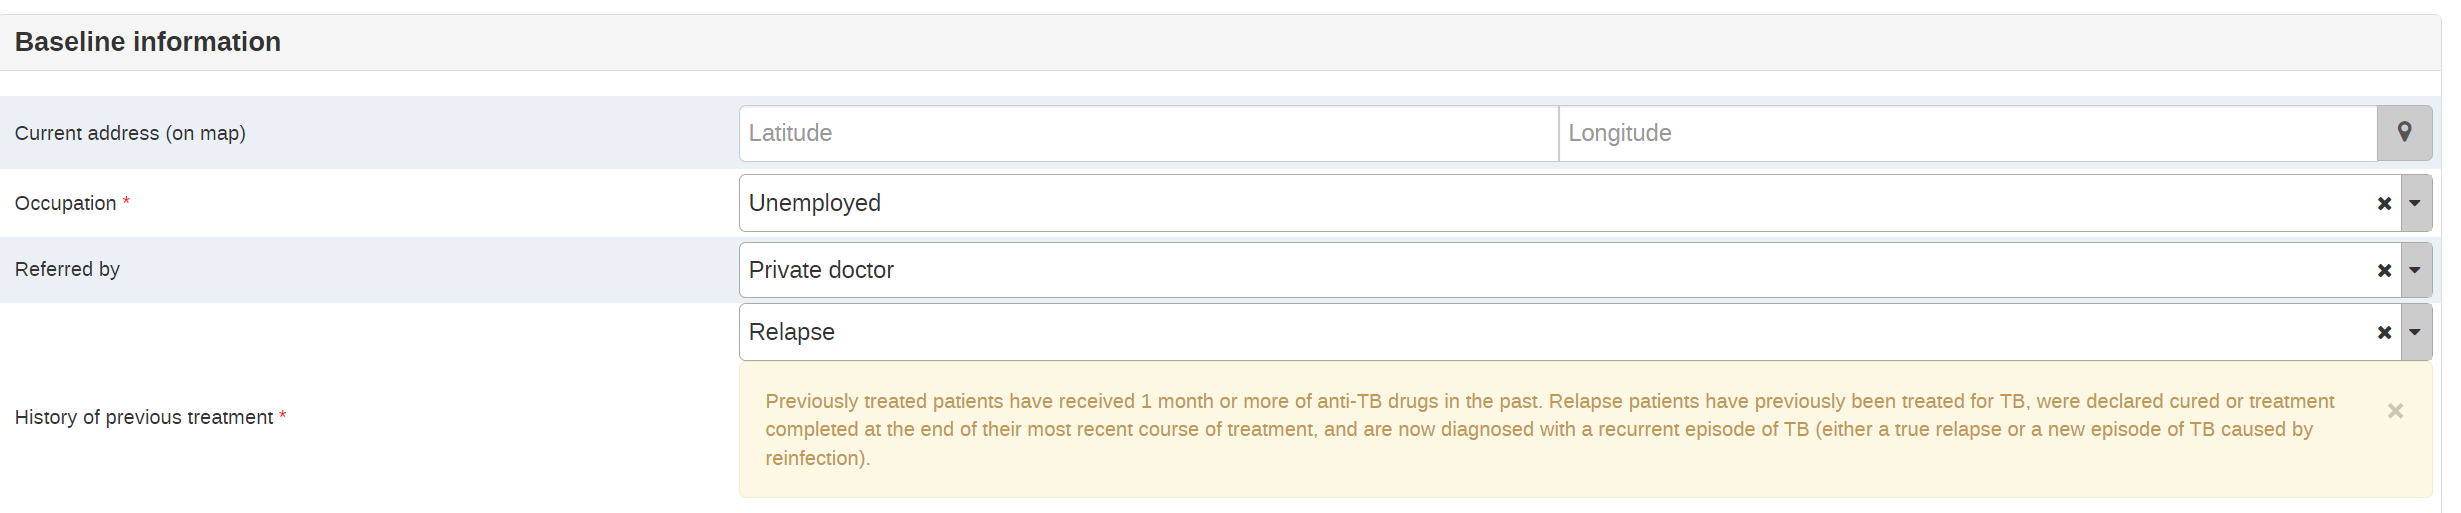 Baseline information
Current address (on map)
Latitude
Longitude
Occupation *
Unemployed
Referred by
Private doctor
Relapse
History of previous treatment *
Previously treated patients have received 1 month or more of anti-TB drugs in the past. Relapse patients have previously been treated for TB, were declared cured or treatment
completed at the end of their most recent course of treatment, and are now diagnosed with a recurrent episode of TB (either a true relapse or a new episode of TB caused by
reinfection).